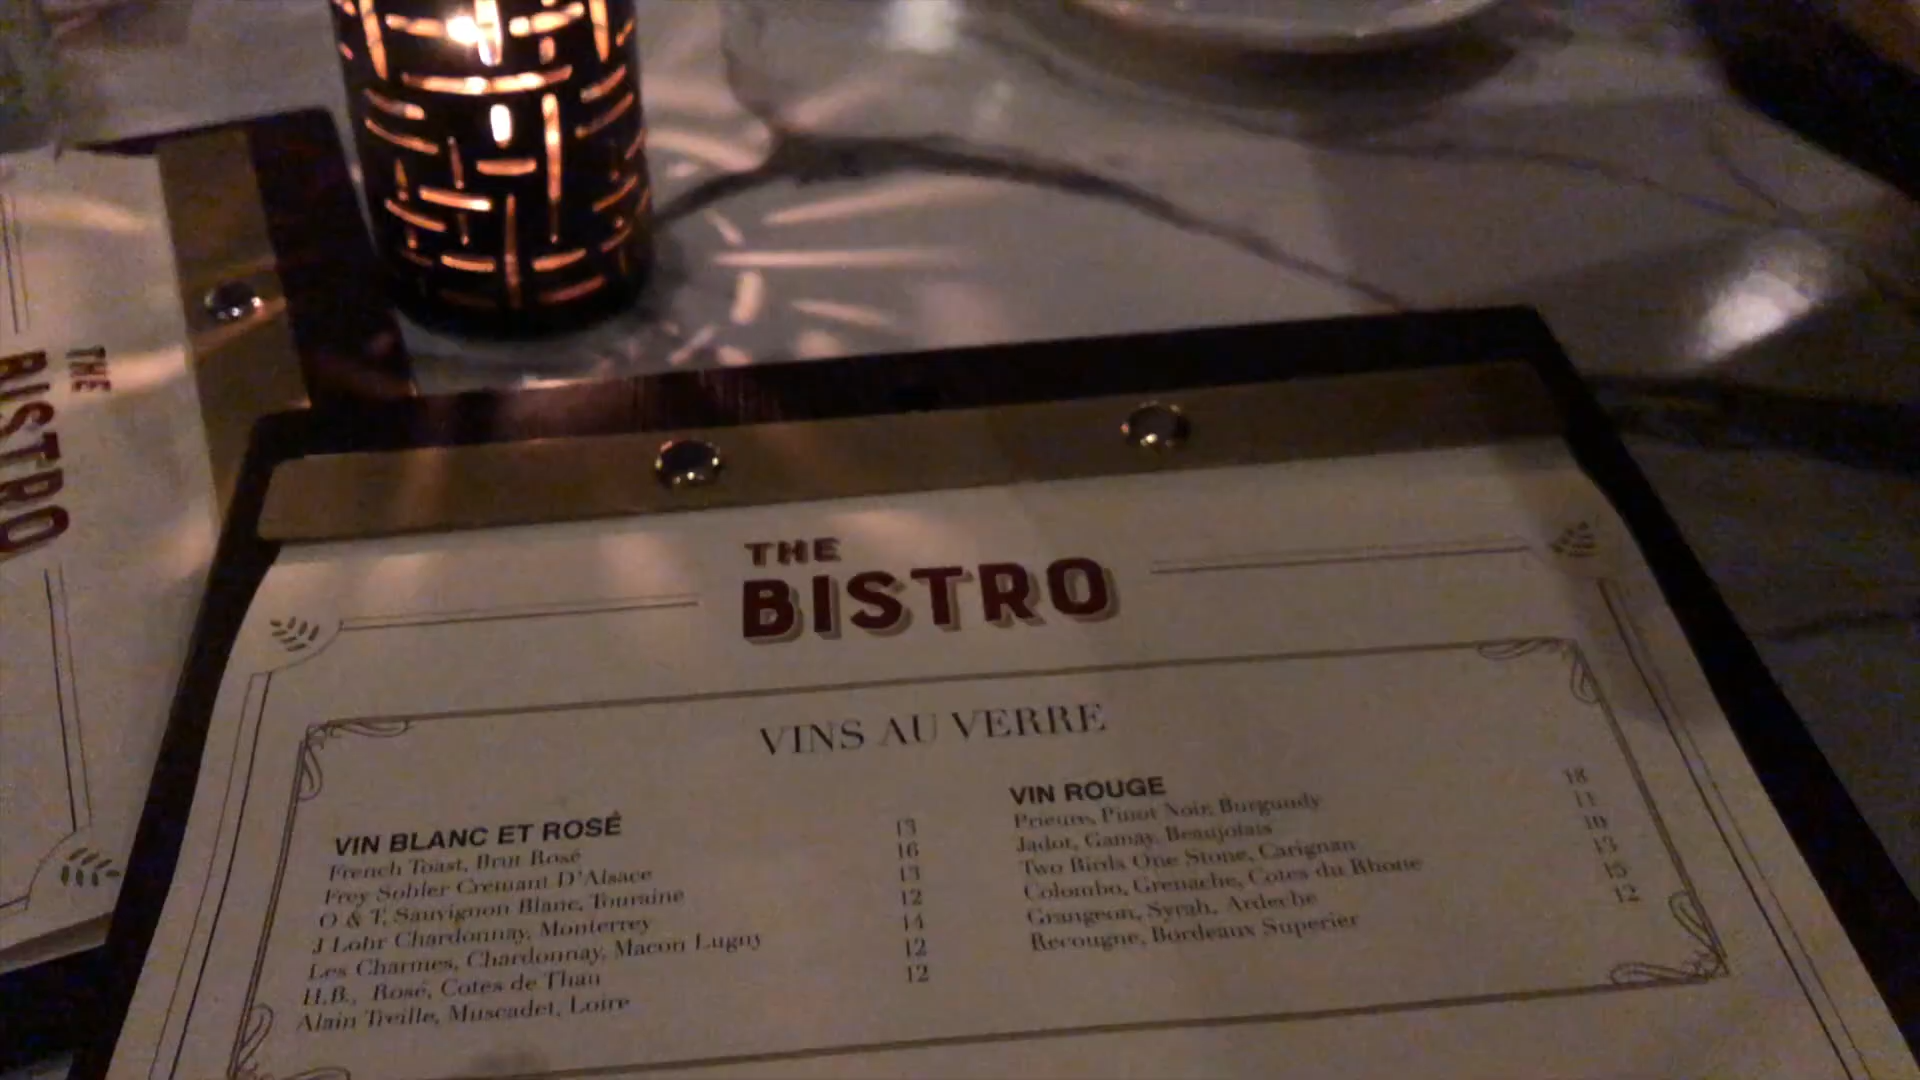 THE
BISTRO
THE
BISTRO
VINS AU VERRE
VIN BLANC ET ROSÉ
French Toast, Brut Rosé 13
Frey Sohler Cremant D'Alsace 16
O & T, Sauvignon Blanc, Touraine 13
J Lohr Chardonnay, Monterrey 12
Les Charmes, Chardonnay, Macon Lugny 14
H.B., Rosé, Cotes de Thau 12
Alain Treille, Muscadet, Loire 12
VIN ROUGE
Prieure, Pinot Noir, Burgundy 18
Jadot, Gamay, Beaujolais 11
Two Birds One Stone, Carignan 10
Colombo, Grenache, Cotes du Rhone 13
Grangeon, Syrah, Ardeche 15
Recougne, Bordeaux Superier 12